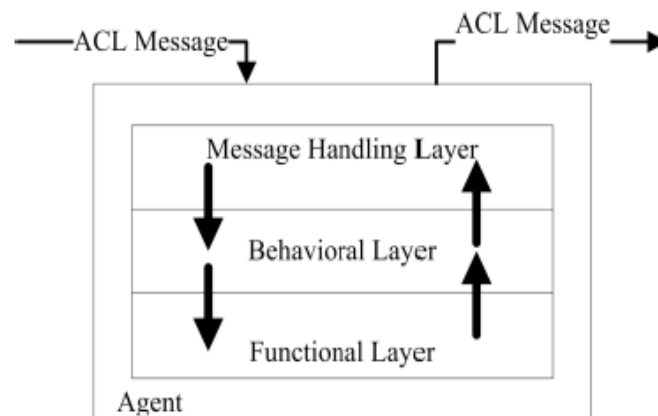 ACL Message
ACL Message
Message Handling Layer
Behavioral Layer
Functional Layer
Agent